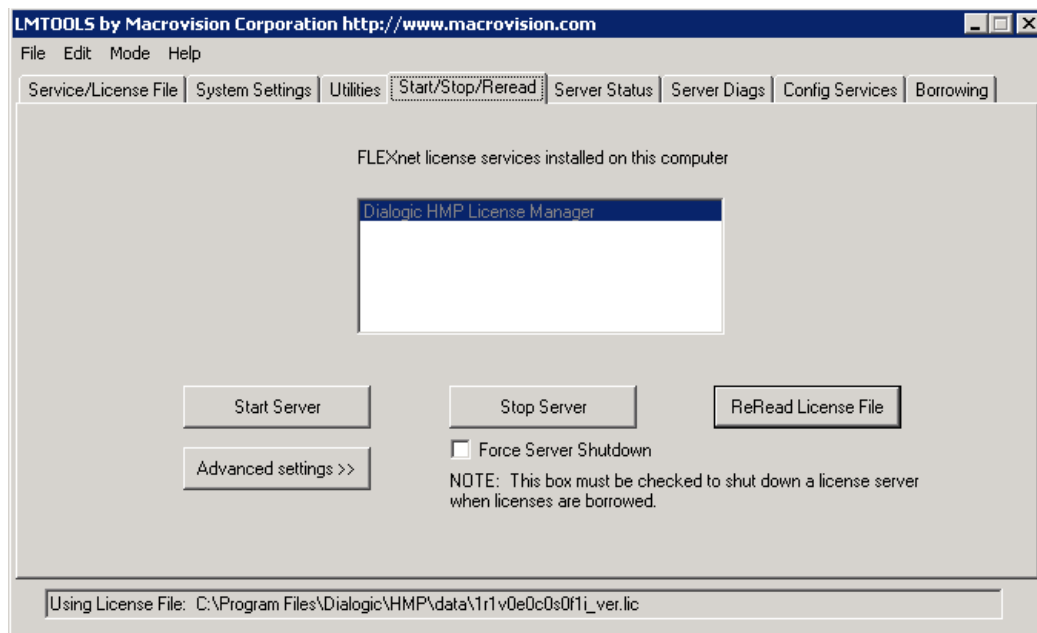 LMTOOLS by Macrovision Corporation http://www.macrovision.com
File Edit Mode Help
Service/License File System Settings Utilities Start/Stop/Reread Server Status Server Diags Config Services Borrowing
FLEXnet license services installed on this computer
Dialogic HMP License Manager
Start Server Stop Server ReRead License File
Force Server Shutdown
Advanced settings >>
NOTE: This box must be checked to shut down a license server
when licenses are borrowed.
Using License File: C:\Program Files\Dialogic\HMP\data\1r1v0e0c0s0f1i_ver.lic